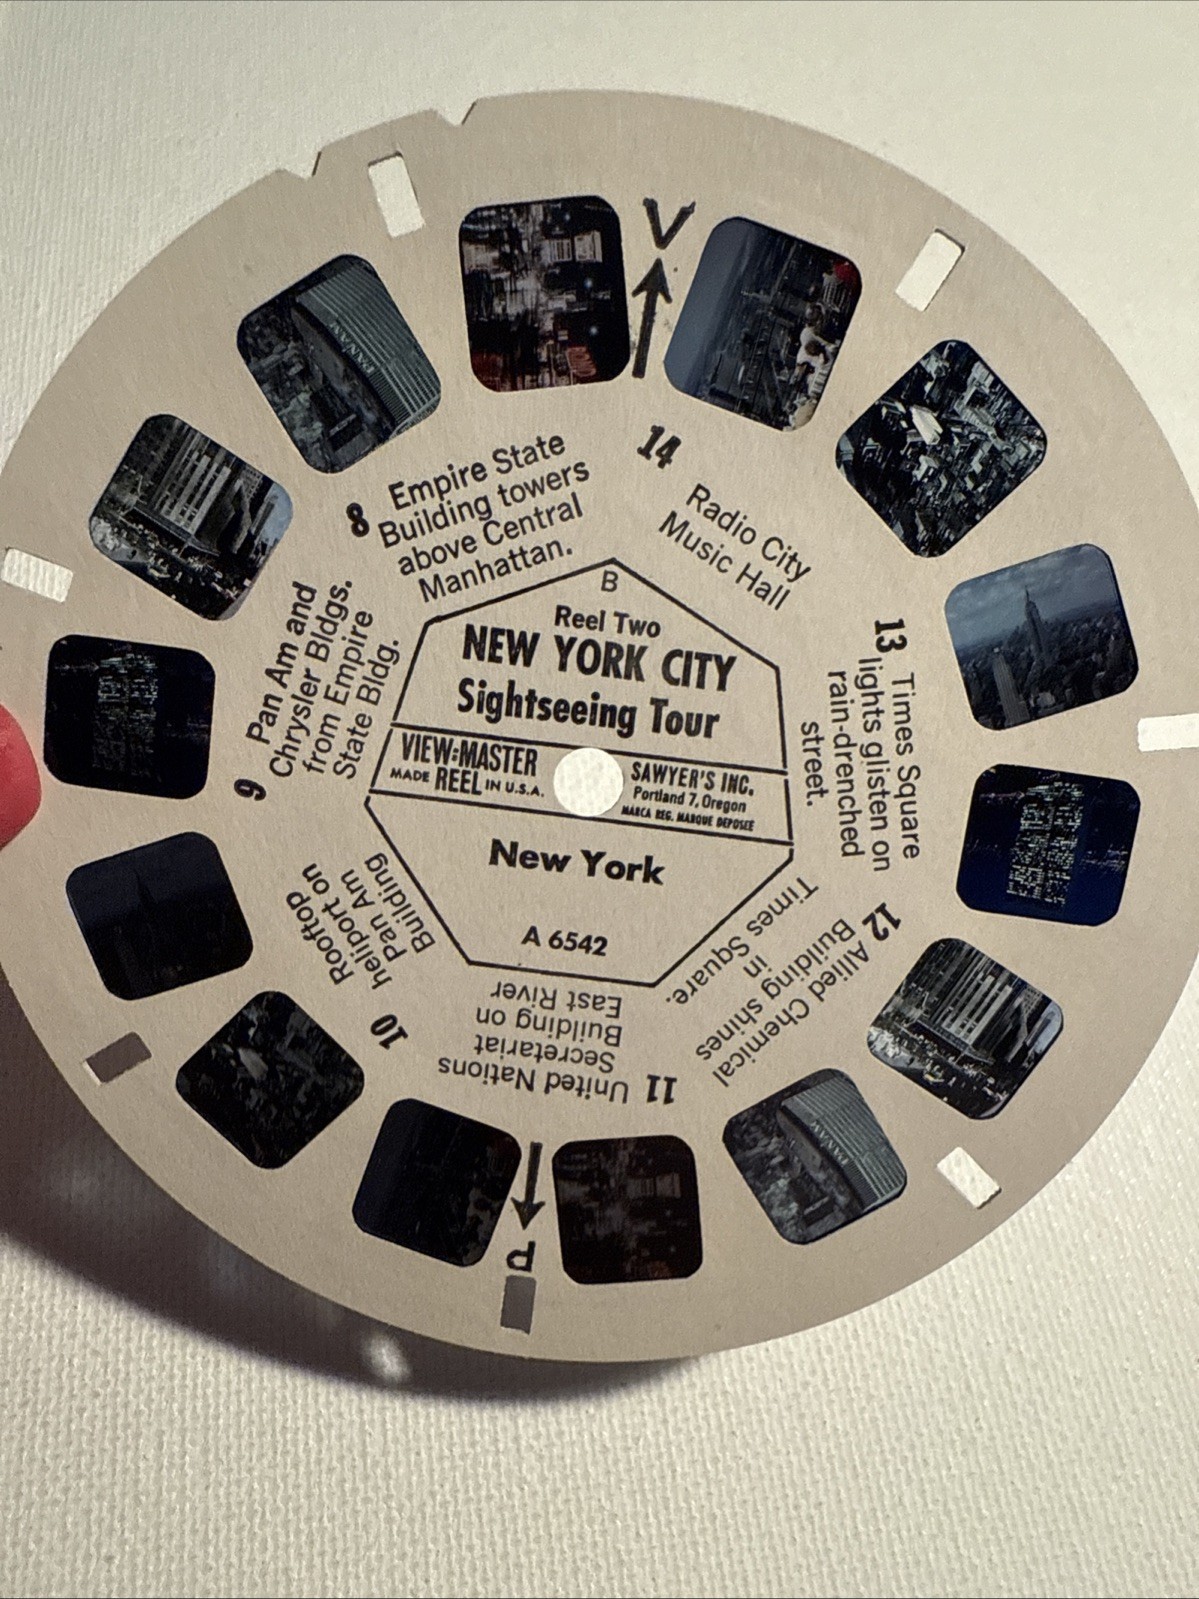 B
Reel Two
NEW YORK CITY
Sightseeing Tour
VIEW-MASTER
MADE REEL IN U.S.A.
SAWYER'S INC.
Portland 7, Oregon
MARCA REG. MARQUE DEPOSEE
New York
A 6542
8 Empire State
Building towers
above Central
Manhattan.
9 Pan Am and
Chrysler Bldgs.
from Empire
State Bldg.
10 Rooftop
heliport on
Pan Am
Building
11 United Nations
Secretariat
Building on
East River
12 Allied Chemical
Building shines
in
Times Square.
13 Times Square
lights glisten on
rain-drenched
street.
14 Radio City
Music Hall
V
P
PAN AM
PAN AM